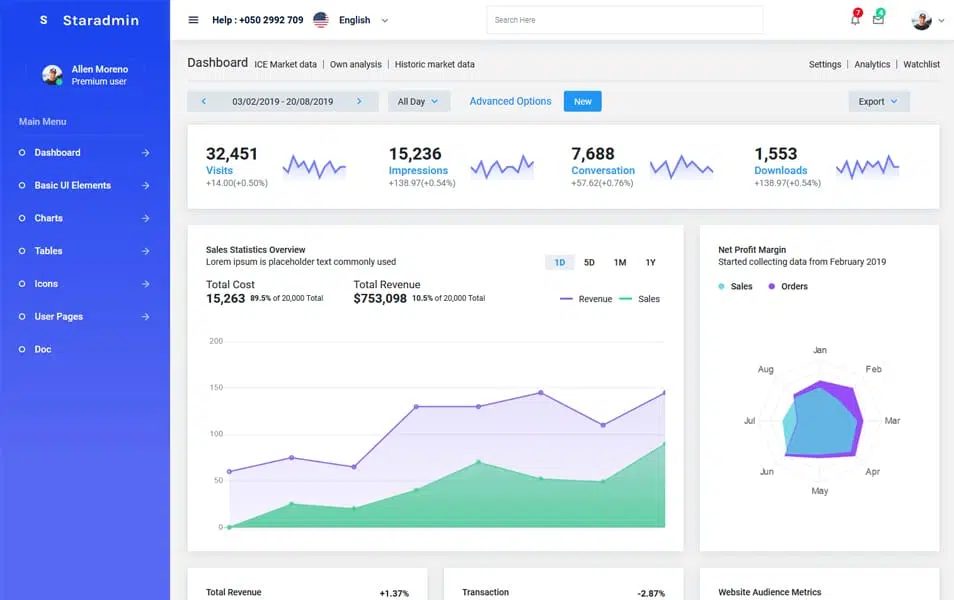 S Staradmin
Help : +050 2992 709 English
Search Here
7
4
Allen Moreno
Premium user
Main Menu
Dashboard
Basic UI Elements
Charts
Tables
Icons
User Pages
Doc
Dashboard ICE Market data | Own analysis | Historic market data
Settings | Analytics | Watchlist
03/02/2019 - 20/08/2019
All Day
Advanced Options
New
Export
32,451
Visits
+14.00(+0.50%)
15,236
Impressions
+138.97(+0.54%)
7,688
Conversation
+57.62(+0.76%)
1,553
Downloads
+138.97(+0.54%)
Sales Statistics Overview
Lorem ipsum is placeholder text commonly used
1D 5D 1M 1Y
Total Cost
15,263 89.5% of 20,000 Total
Total Revenue
$753,098 10.5% of 20,000 Total
Revenue Sales
200
150
100
50
0
Net Profit Margin
Started collecting data from February 2019
Sales Orders
Jan
Feb
Mar
Apr
May
Jun
Jul
Aug
Total Revenue +1.37%
Transaction -2.87%
Website Audience Metrics